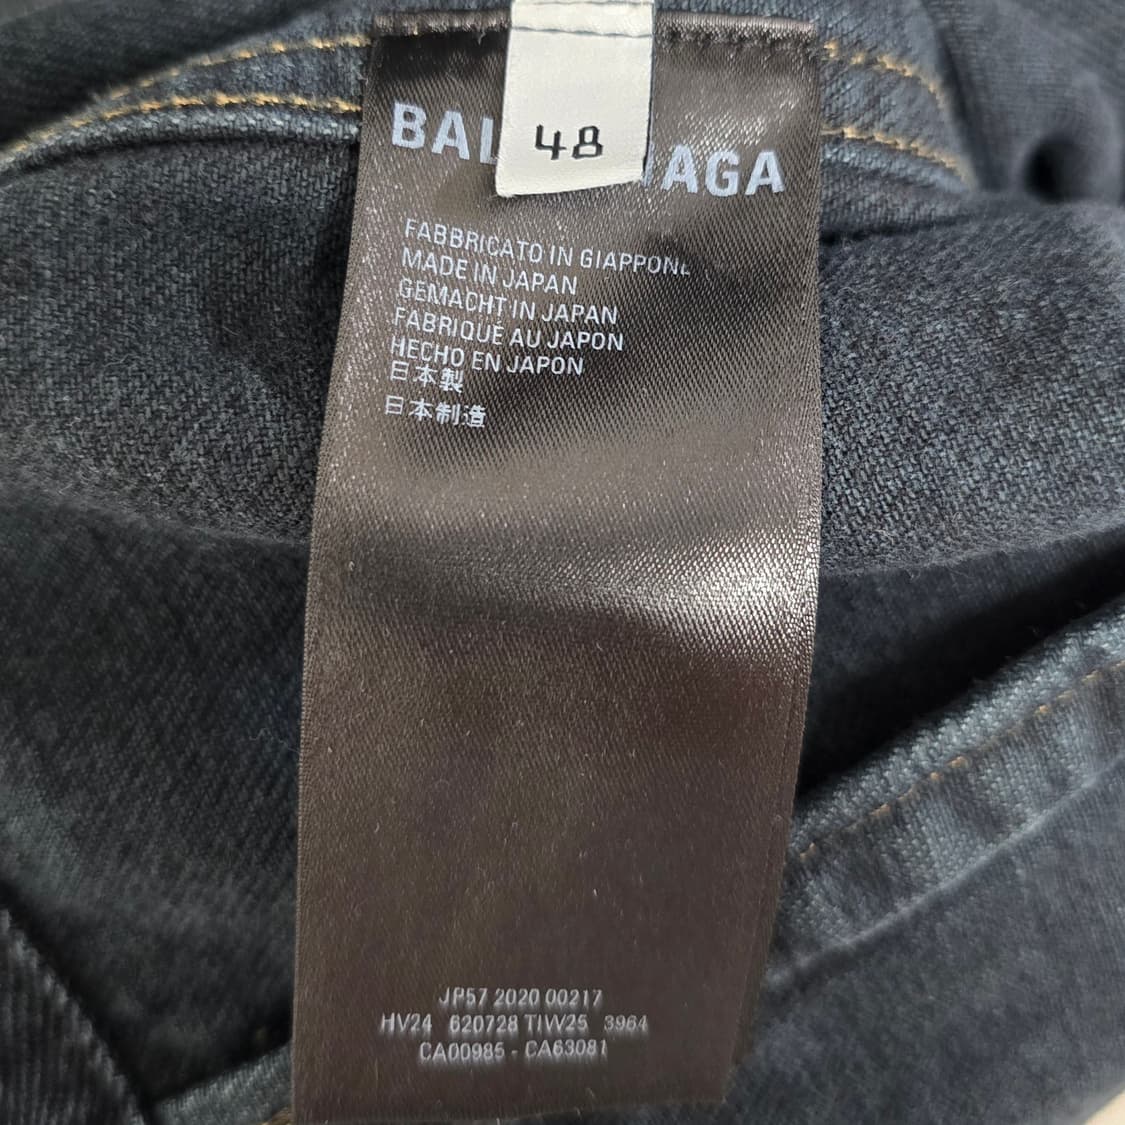 48
BAL AGA
FABBRICATO IN GIAPPONE
MADE IN JAPAN
GEMACHT IN JAPAN
FABRIQUÉ AU JAPON
HECHO EN JAPON
日本製
日本制造
JP57 2020 00217
HV24 620728 TIW25 3964
CA00985 - CA63081